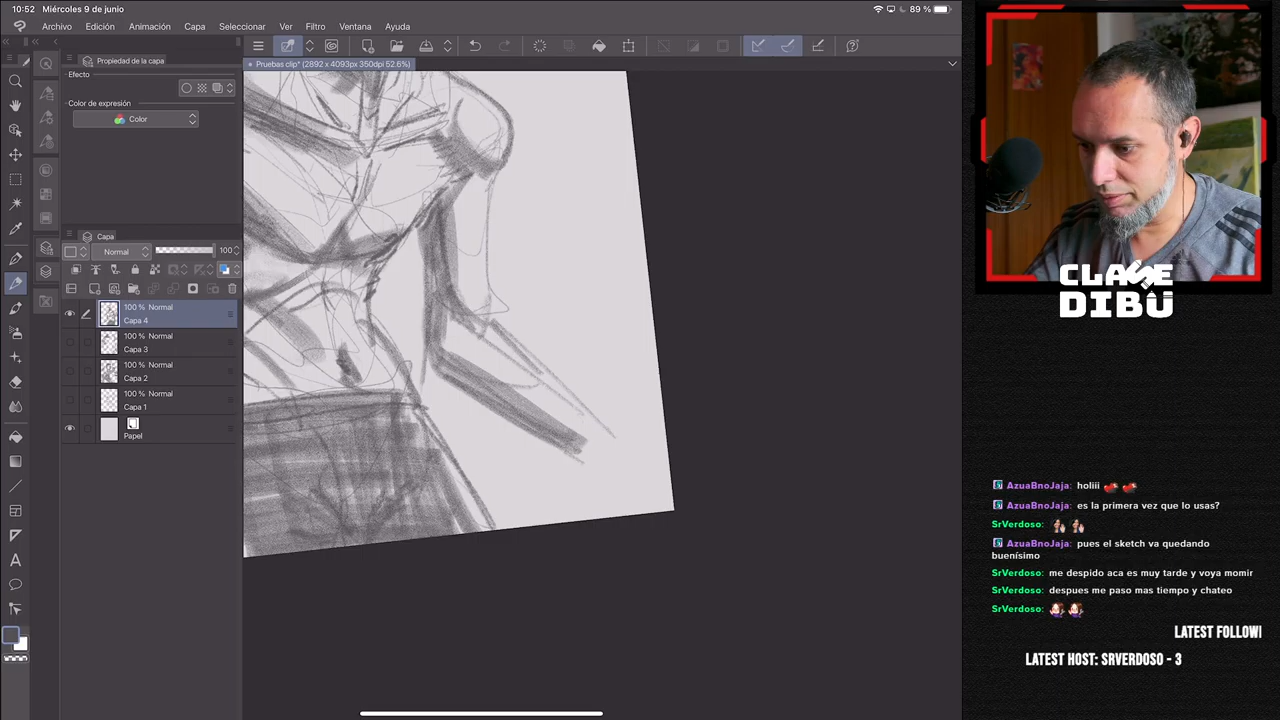 10:52 Miércoles 9 de junio
89 %
Archivo Edición Animación Capa Seleccionar Ver Filtro Ventana Ayuda
Pruebas clip* (2892 x 4093px 350dpi 52.6%)
Propiedad de la capa
Efecto
Color de expresión
Color
Capa
Normal
100
100 % Normal
Capa 4
100 % Normal
Capa 3
100 % Normal
Capa 2
100 % Normal
Capa 1
Papel
CLASE
DIBU
AzuaBnoJaja: holiii
AzuaBnoJaja: es la primera vez que lo usas?
SrVerdoso:
AzuaBnoJaja: pues el sketch va quedando
buenísimo
SrVerdoso: me despido aca es muy tarde y voya momir
SrVerdoso: despues me paso mas tiempo y chateo
SrVerdoso:
LATEST FOLLOW
LATEST HOST: SRVERDOSO - 3